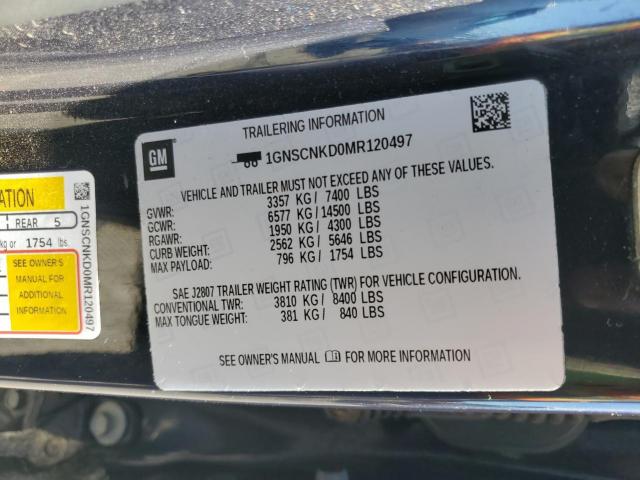 TRAILERING INFORMATION
GM
1GNSCNKD0MR120497
VEHICLE AND TRAILER MUST NOT EXCEED ANY OF THESE VALUES.
GVWR: 3357 KG / 7400 LBS
GCWR: 6577 KG / 14500 LBS
RGAWR: 1950 KG / 4300 LBS
CURB WEIGHT: 2562 KG / 5646 LBS
MAX PAYLOAD: 796 KG / 1754 LBS
SAE J2807 TRAILER WEIGHT RATING (TWR) FOR VEHICLE CONFIGURATION.
CONVENTIONAL TWR: 3810 KG / 8400 LBS
MAX TONGUE WEIGHT: 381 KG / 840 LBS
SEE OWNER'S MANUAL FOR MORE INFORMATION
REAR 5
kg or 1754 lbs.
SEE OWNER'S
MANUAL FOR
ADDITIONAL
INFORMATION
1GNSCNKD0MR120497